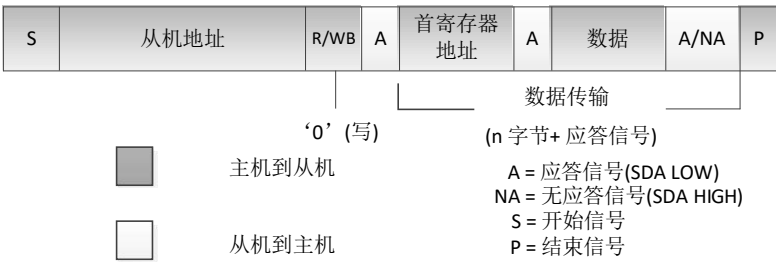 S 从机地址 R/WB A 首寄存器地址 A 数据 A/NA P
数据传输
‘0’ (写) (n 字节+ 应答信号)
主机到从机
A = 应答信号(SDA LOW)
NA = 无应答信号(SDA HIGH)
S = 开始信号
从机到主机
P = 结束信号